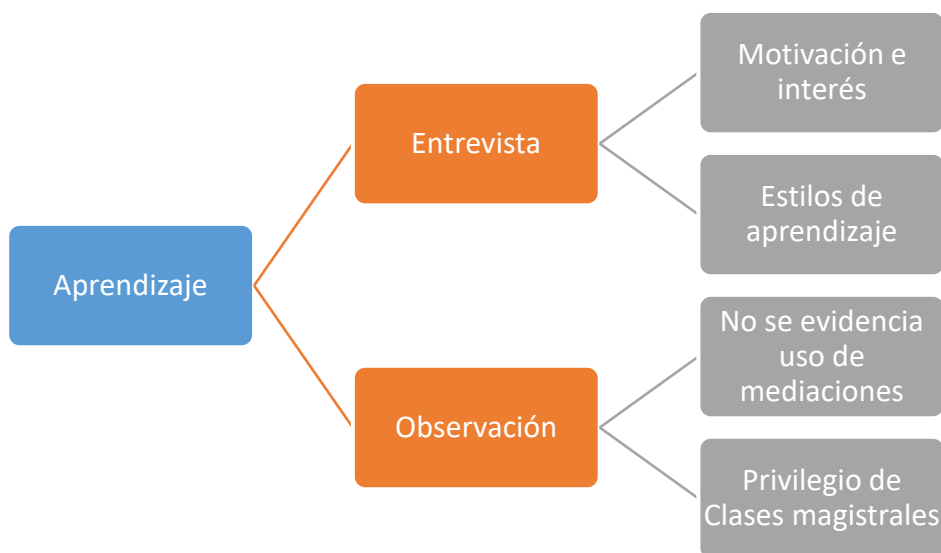 Motivación e
interés
Entrevista
Estilos de
aprendizaje
Aprendizaje
No se evidencia
uso de
mediaciones
Observación
Privilegio de
Clases magistrales